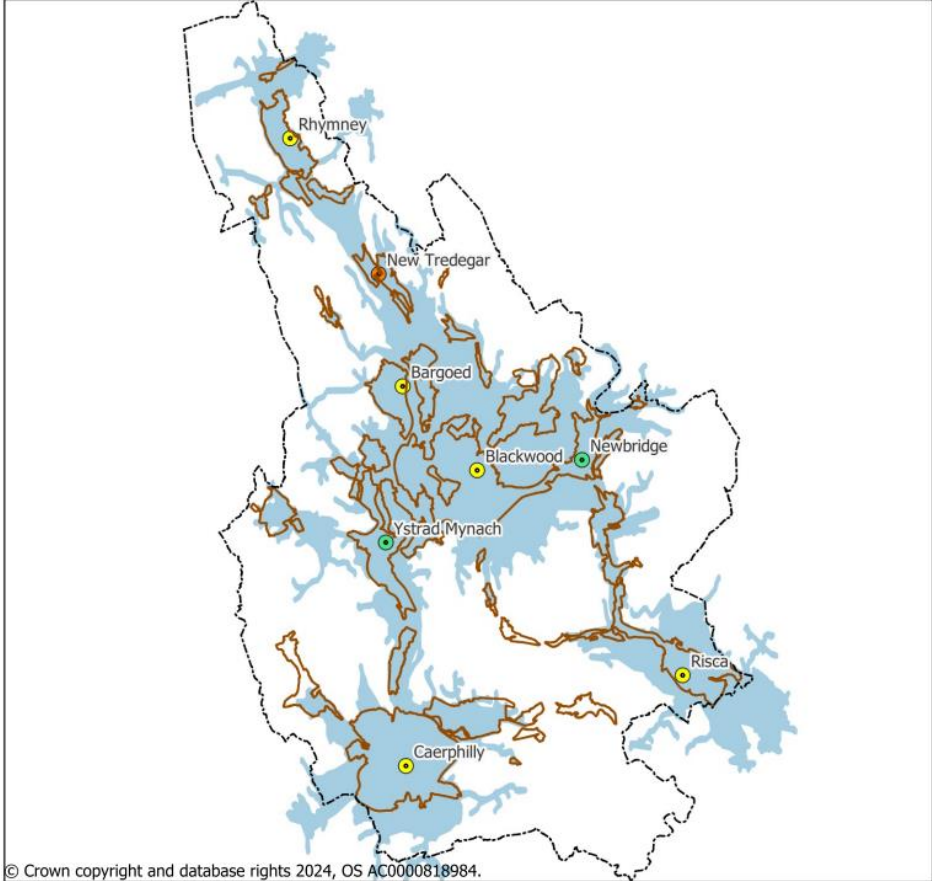 Rhymney
New Tredegar
Bargoed
Blackwood
Newbridge
Ystrad Mynach
Risca
Caerphilly
© Crown copyright and database rights 2024, OS AC0000818984.